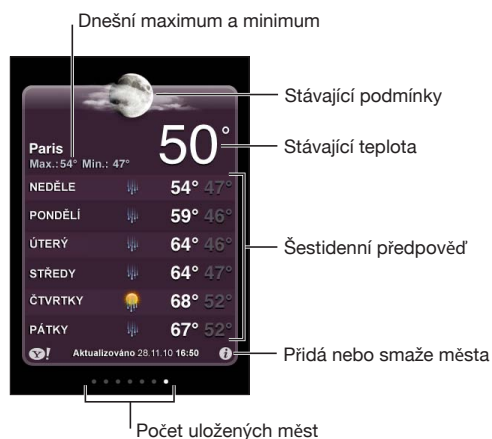 Dnešní maximum a minimum
Stávající podmínky
50°
Stávající teplota
Paris
Max.: 54° Min.: 47°
NEDĚLE 54° 47°
PONDĚLÍ 59° 46°
ÚTERÝ 64° 46°
Šestidenní předpověď
STŘEDY 64° 47°
ČTVRTKY 68° 52°
PÁTKY 67° 52°
Y! Aktualizováno 28.11.10 16:50 i
Přidá nebo smaže města
Počet uložených měst